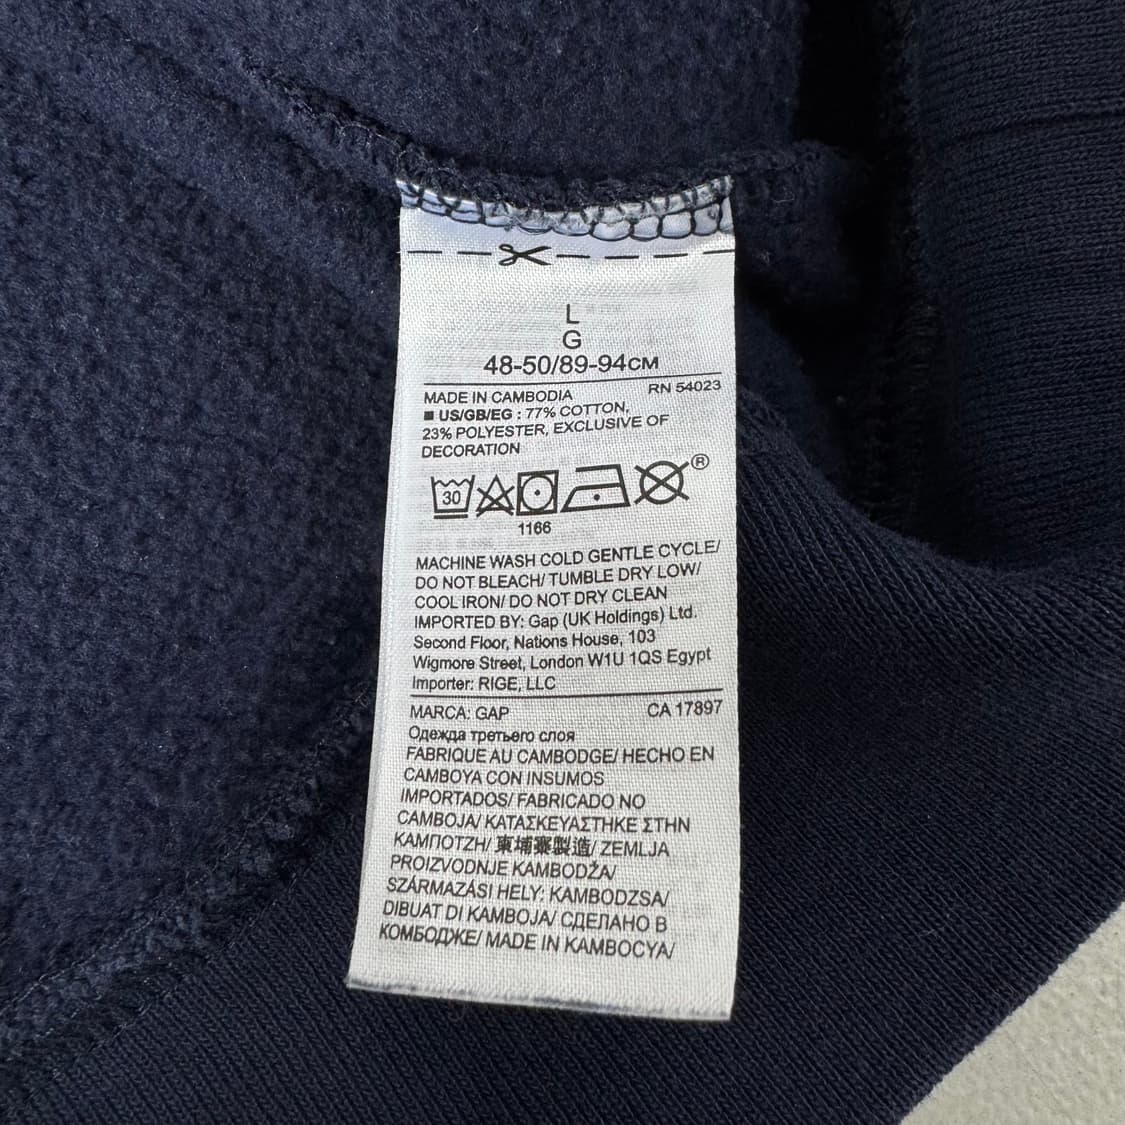 L
G
48-50/89-94CM
MADE IN CAMBODIA RN 54023
■ US/GB/EG : 77% COTTON,
23% POLYESTER, EXCLUSIVE OF
DECORATION
30 ®
1166
MACHINE WASH COLD GENTLE CYCLE/
DO NOT BLEACH/ TUMBLE DRY LOW/
COOL IRON/ DO NOT DRY CLEAN
IMPORTED BY: Gap (UK Holdings) Ltd.
Second Floor, Nations House, 103
Wigmore Street, London W1U 1QS Egypt
Importer: RIGE, LLC
MARCA: GAP CA 17897
Одежда третьего слоя
FABRIQUE AU CAMBODGE/ HECHO EN
CAMBOYA CON INSUMOS
IMPORTADOS/ FABRICADO NO
CAMBOJA/ ΚΑΤΑΣΚΕΥΑΣΤΗΚΕ ΣΤΗΝ
ΚΑΜΠΟΤΖΗ/ 柬埔寨製造/ ZEMLJA
PROIZVODNJE KAMBODŽA/
SZÁRMAZÁSI HELY: KAMBODZSA/
DIBUAT DI KAMBOJA/ СДЕЛАНО В
КОМБОДЖЕ/ MADE IN KAMBOCYA/